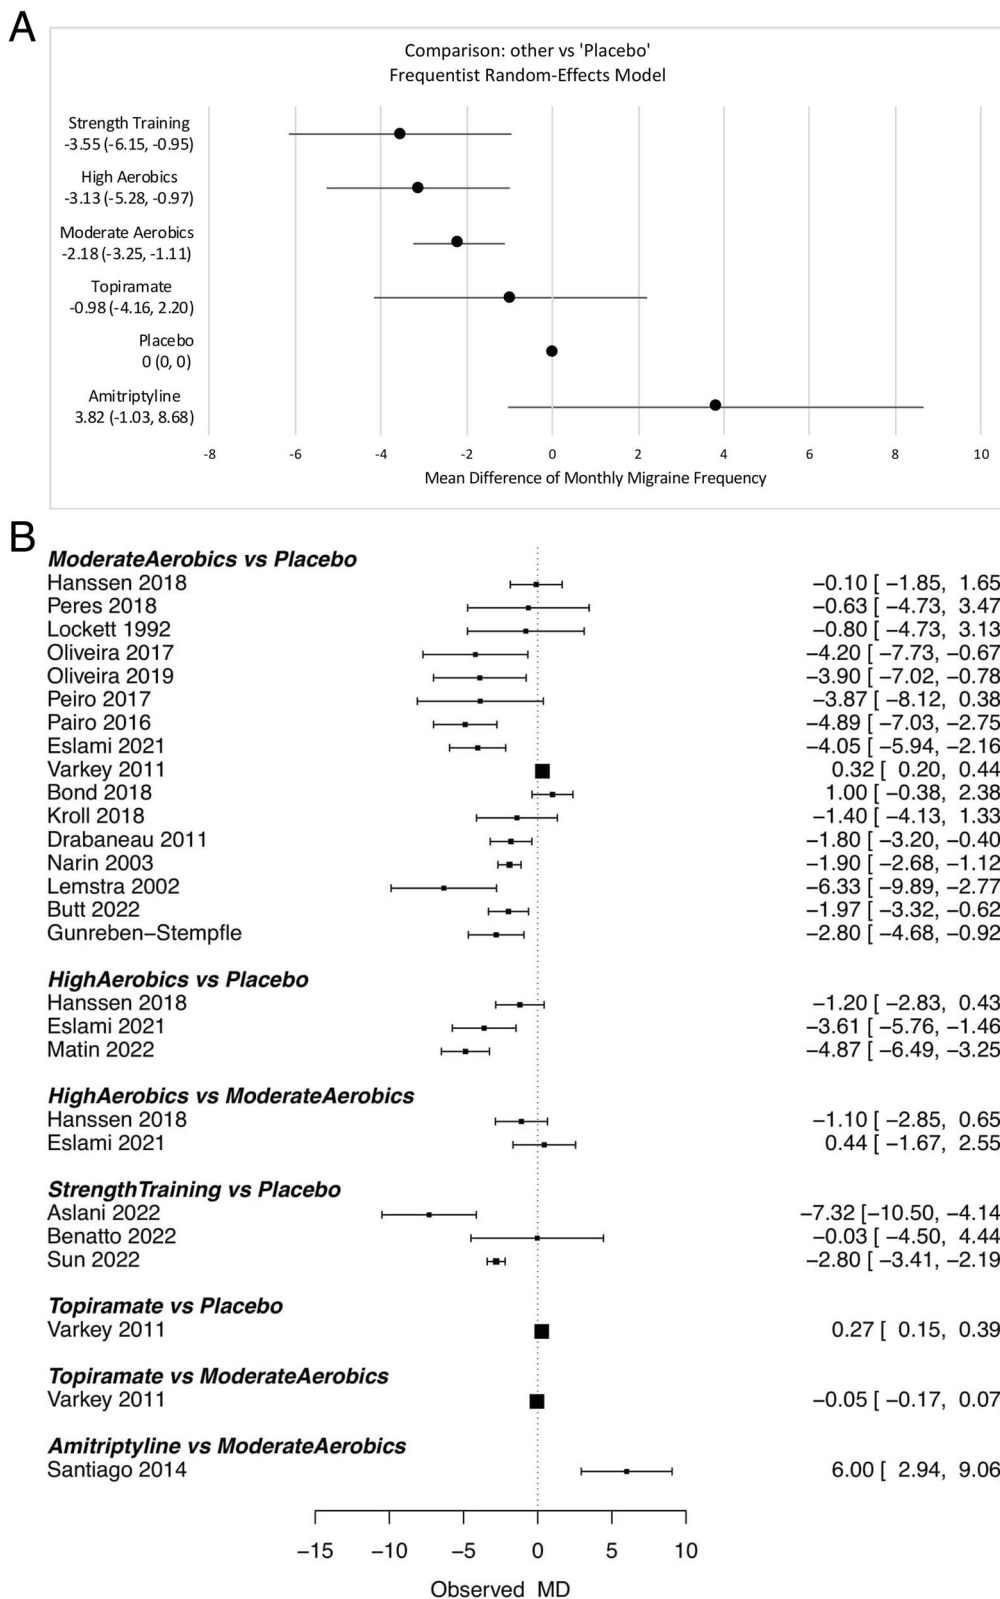 A
Comparison: other vs 'Placebo'
Frequentist Random-Effects Model
Strength Training
-3.55 (-6.15, -0.95)
High Aerobics
-3.13 (-5.28, -0.97)
Moderate Aerobics
-2.18 (-3.25, -1.11)
Topiramate
-0.98 (-4.16, 2.20)
Placebo
0 (0, 0)
Amitriptyline
3.82 (-1.03, 8.68)
-8 -6 -4 -2 0 2 4 6 8 10
Mean Difference of Monthly Migraine Frequency
B
ModerateAerobics vs Placebo
Hanssen 2018 −0.10 [ −1.85, 1.65
Peres 2018 −0.63 [ −4.73, 3.47
Lockett 1992 −0.80 [ −4.73, 3.13
Oliveira 2017 −4.20 [ −7.73, −0.67
Oliveira 2019 −3.90 [ −7.02, −0.78
Peiro 2017 −3.87 [ −8.12, 0.38
Pairo 2016 −4.89 [ −7.03, −2.75
Eslami 2021 −4.05 [ −5.94, −2.16
Varkey 2011 0.32 [ 0.20, 0.44
Bond 2018 1.00 [ −0.38, 2.38
Kroll 2018 −1.40 [ −4.13, 1.33
Drabaneau 2011 −1.80 [ −3.20, −0.40
Narin 2003 −1.90 [ −2.68, −1.12
Lemstra 2002 −6.33 [ −9.89, −2.77
Butt 2022 −1.97 [ −3.32, −0.62
Gunreben−Stempfle −2.80 [ −4.68, −0.92
HighAerobics vs Placebo
Hanssen 2018 −1.20 [ −2.83, 0.43
Eslami 2021 −3.61 [ −5.76, −1.46
Matin 2022 −4.87 [ −6.49, −3.25
HighAerobics vs ModerateAerobics
Hanssen 2018 −1.10 [ −2.85, 0.65
Eslami 2021 0.44 [ −1.67, 2.55
StrengthTraining vs Placebo
Aslani 2022 −7.32 [−10.50, −4.14
Benatto 2022 −0.03 [ −4.50, 4.44
Sun 2022 −2.80 [ −3.41, −2.19
Topiramate vs Placebo
Varkey 2011 0.27 [ 0.15, 0.39
Topiramate vs ModerateAerobics
Varkey 2011 −0.05 [ −0.17, 0.07
Amitriptyline vs ModerateAerobics
Santiago 2014 6.00 [ 2.94, 9.06
−15 −10 −5 0 5 10
Observed MD